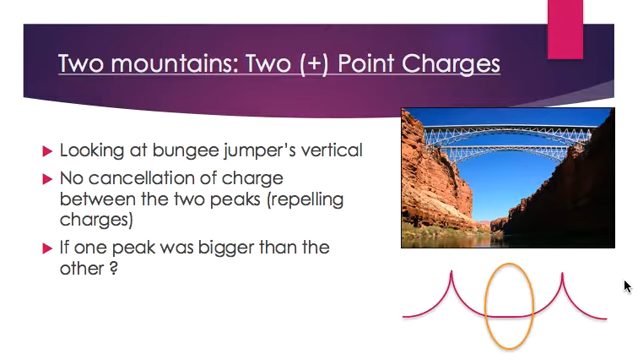 Two mountains: Two (+) Point Charges
Looking at bungee jumper's vertical
No cancellation of charge
between the two peaks (repelling
charges)
If one peak was bigger than the
other ?